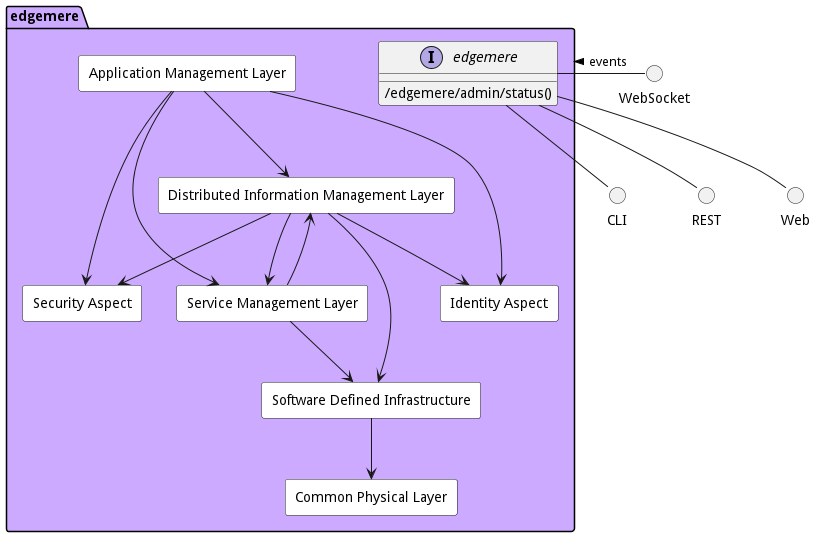 edgemere
Application Management Layer
I
edgemere
events
/edgemere/admin/status()
WebSocket
Distributed Information Management Layer
CLI
REST
Web
Security Aspect
Service Management Layer
Identity Aspect
Software Defined Infrastructure
Common Physical Layer